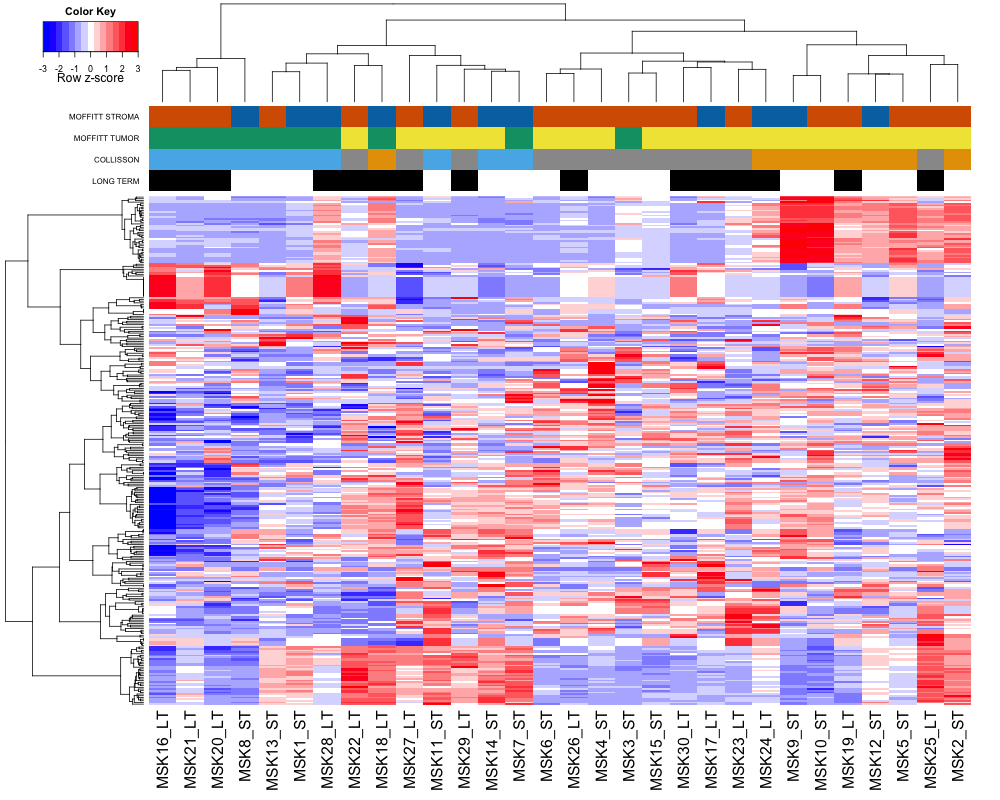 Color Key
-3 -2 -1 0 1 2 3
Row z-score
MOFFITT STROMA
MOFFITT TUMOR
COLLISSON
LONG TERM
MSK16_LT
MSK21_LT
MSK20_LT
MSK8_ST
MSK13_ST
MSK1_ST
MSK28_LT
MSK22_LT
MSK18_LT
MSK27_LT
MSK11_ST
MSK29_LT
MSK14_ST
MSK7_ST
MSK6_ST
MSK26_LT
MSK4_ST
MSK3_ST
MSK15_ST
MSK30_LT
MSK17_LT
MSK23_LT
MSK24_LT
MSK9_ST
MSK10_ST
MSK19_LT
MSK12_ST
MSK5_ST
MSK25_LT
MSK2_ST